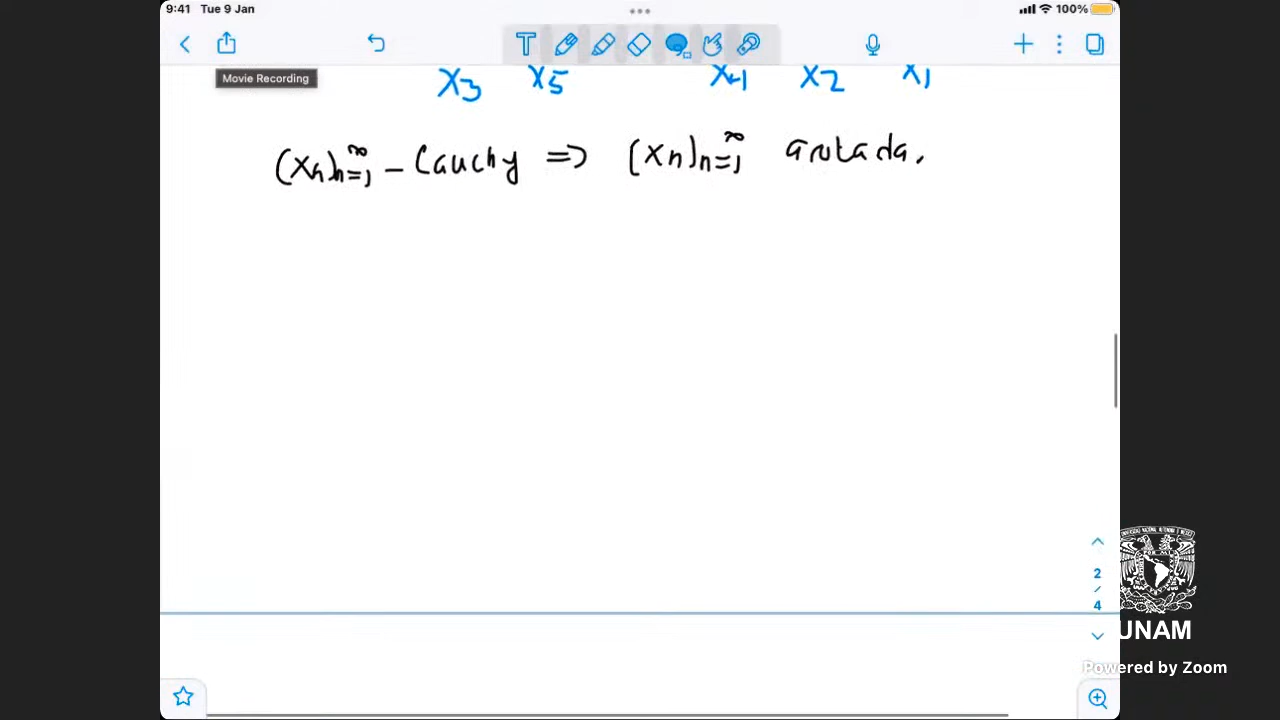 9:41 Tue 9 Jan
100%
Movie Recording
x3 x5 x4 x2 x1
(xn)n=1^∞ - Cauchy => (xn)n=1^∞ acotada.
2
/
4
UNAM
Powered by Zoom